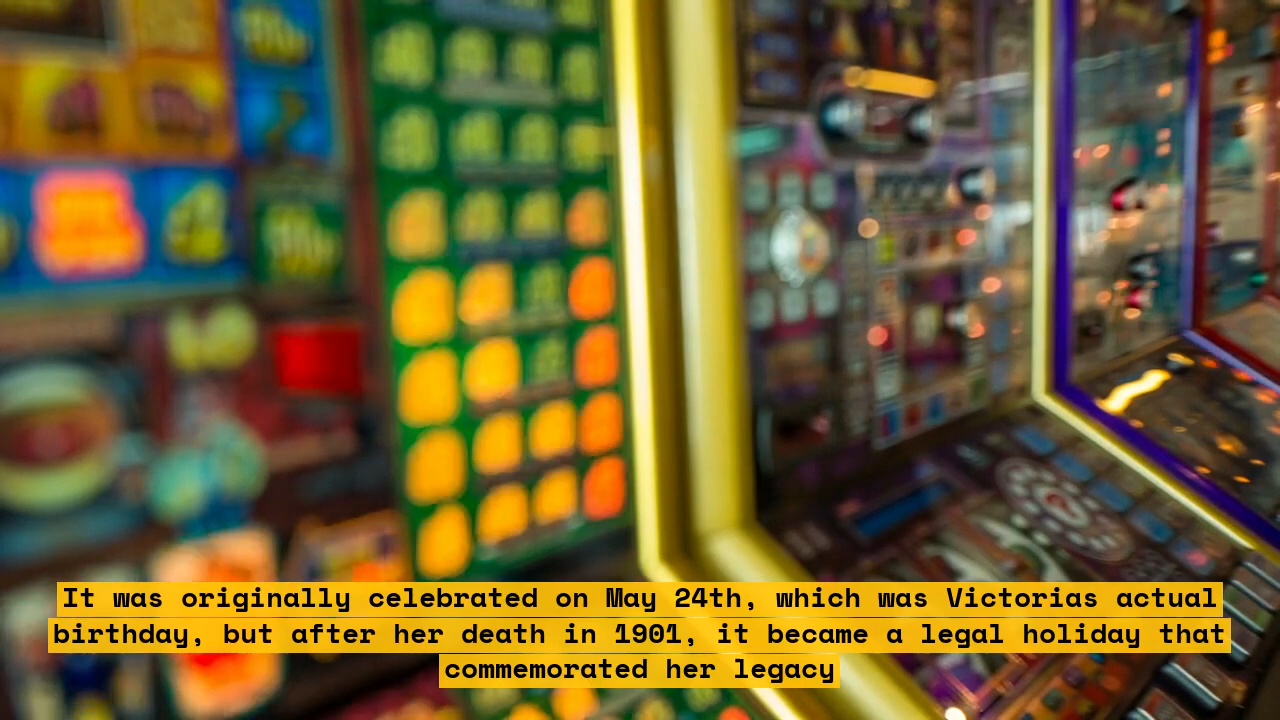 It was originally celebrated on May 24th, which was Victorias actual
birthday, but after her death in 1901, it became a legal holiday that
commemorated her legacy